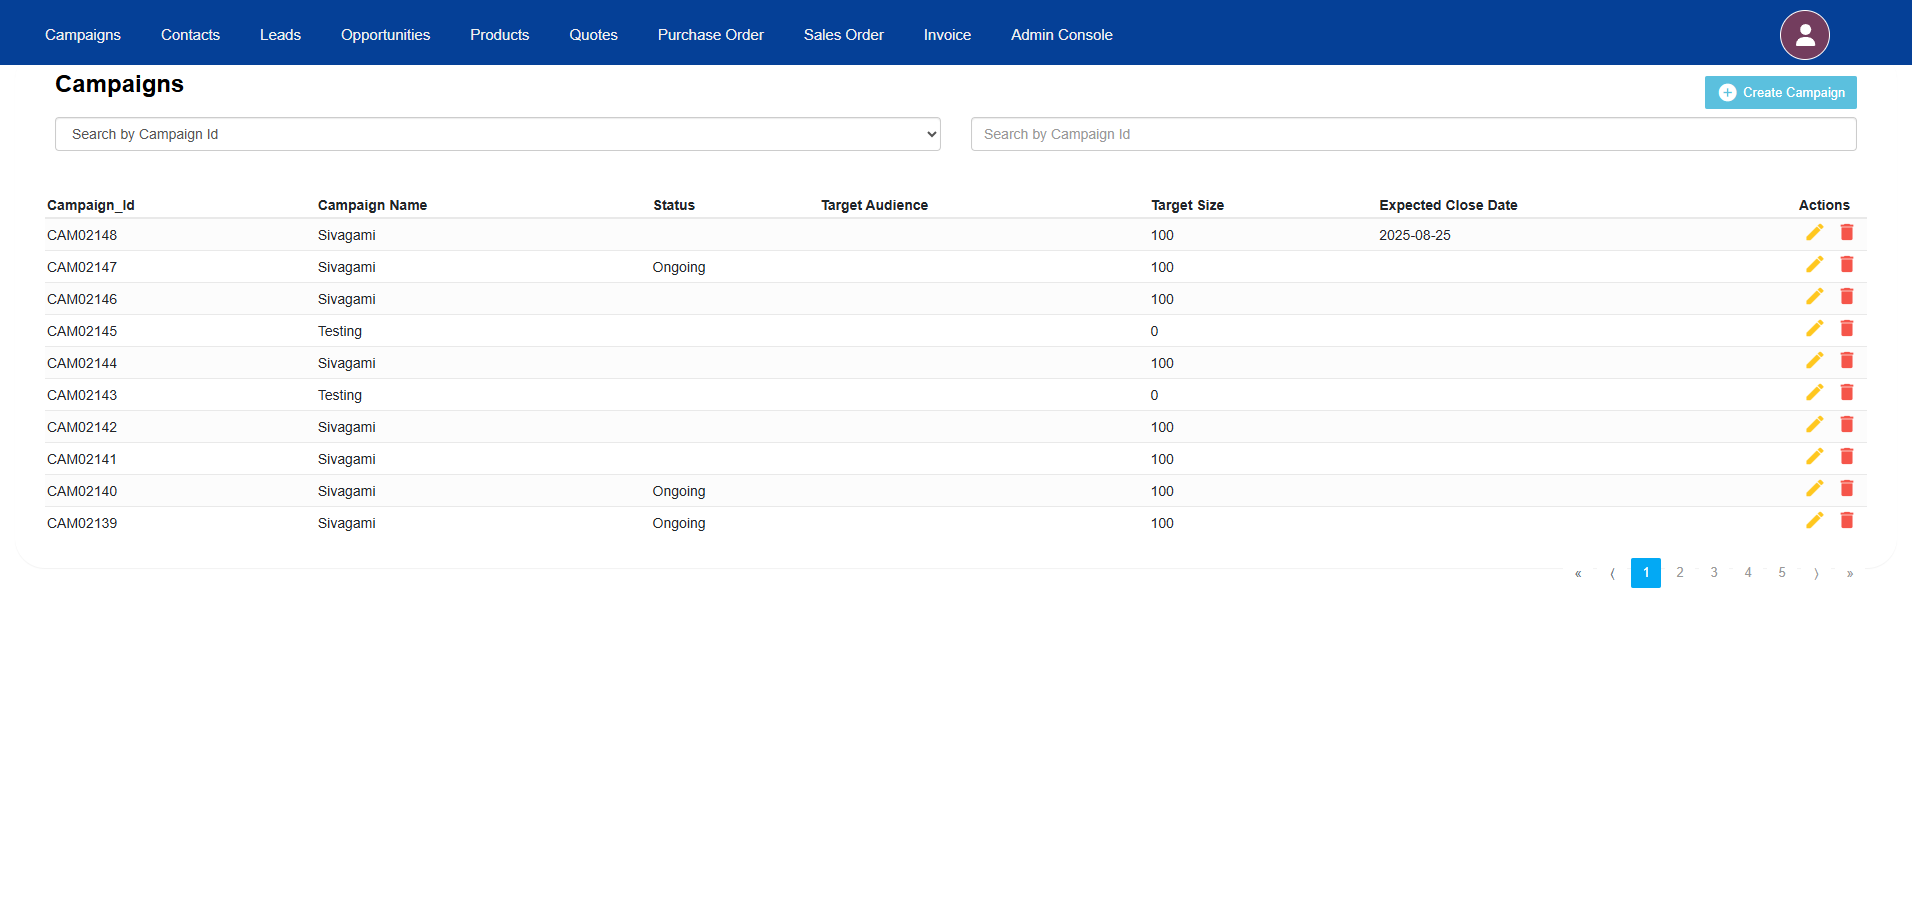 Campaigns Contacts Leads Opportunities Products Quotes Purchase Order Sales Order Invoice Admin Console
Campaigns
Create Campaign
Search by Campaign Id Search by Campaign Id
Campaign_Id Campaign Name Status Target Audience Target Size Expected Close Date Actions
CAM02148 Sivagami 100 2025-08-25
CAM02147 Sivagami Ongoing 100
CAM02146 Sivagami 100
CAM02145 Testing 0
CAM02144 Sivagami 100
CAM02143 Testing 0
CAM02142 Sivagami 100
CAM02141 Sivagami 100
CAM02140 Sivagami Ongoing 100
CAM02139 Sivagami Ongoing 100
« ⟨ 1 2 3 4 5 ⟩ »